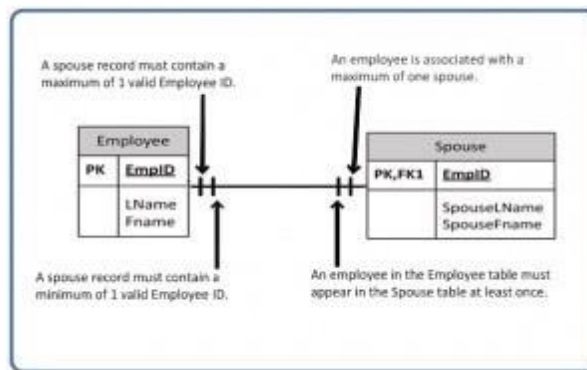 A spouse record must contain a
maximum of 1 valid Employee ID.
An employee is associated with a
maximum of one spouse.
Employee
PK EmpID
LName
Fname
Spouse
PK,FK1 EmpID
SpouseLName
SpouseFname
A spouse record must contain a
minimum of 1 valid Employee ID.
An employee in the Employee table must
appear in the Spouse table at least once.